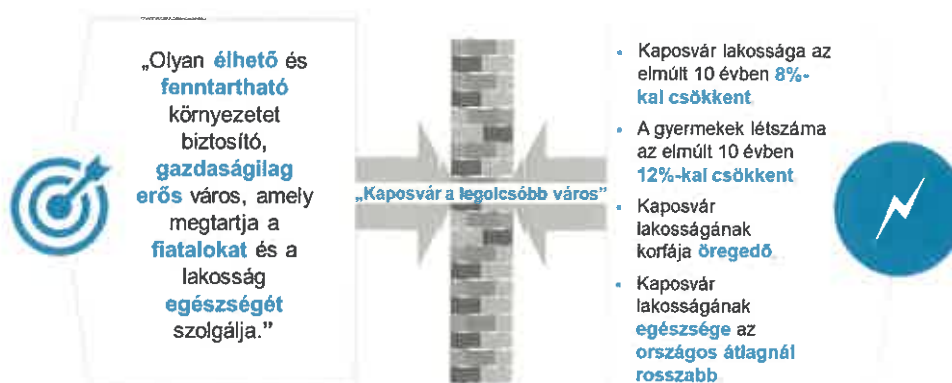 „Olyan élhető és
fenntartható
környezetet
biztosító,
gazdaságilag
erős város, amely
megtartja a
fiatalokat és a
lakosság
egészségét
szolgálja.”
„Kaposvár a legolcsóbb város”
• Kaposvár lakossága az
elmúlt 10 évben 8%-
kal csökkent
• A gyermekek létszáma
az elmúlt 10 évben
12%-kal csökkent
• Kaposvár
lakosságának
korfája öregedő
• Kaposvár
lakosságának
egészsége az
országos átlagnál
rosszabb